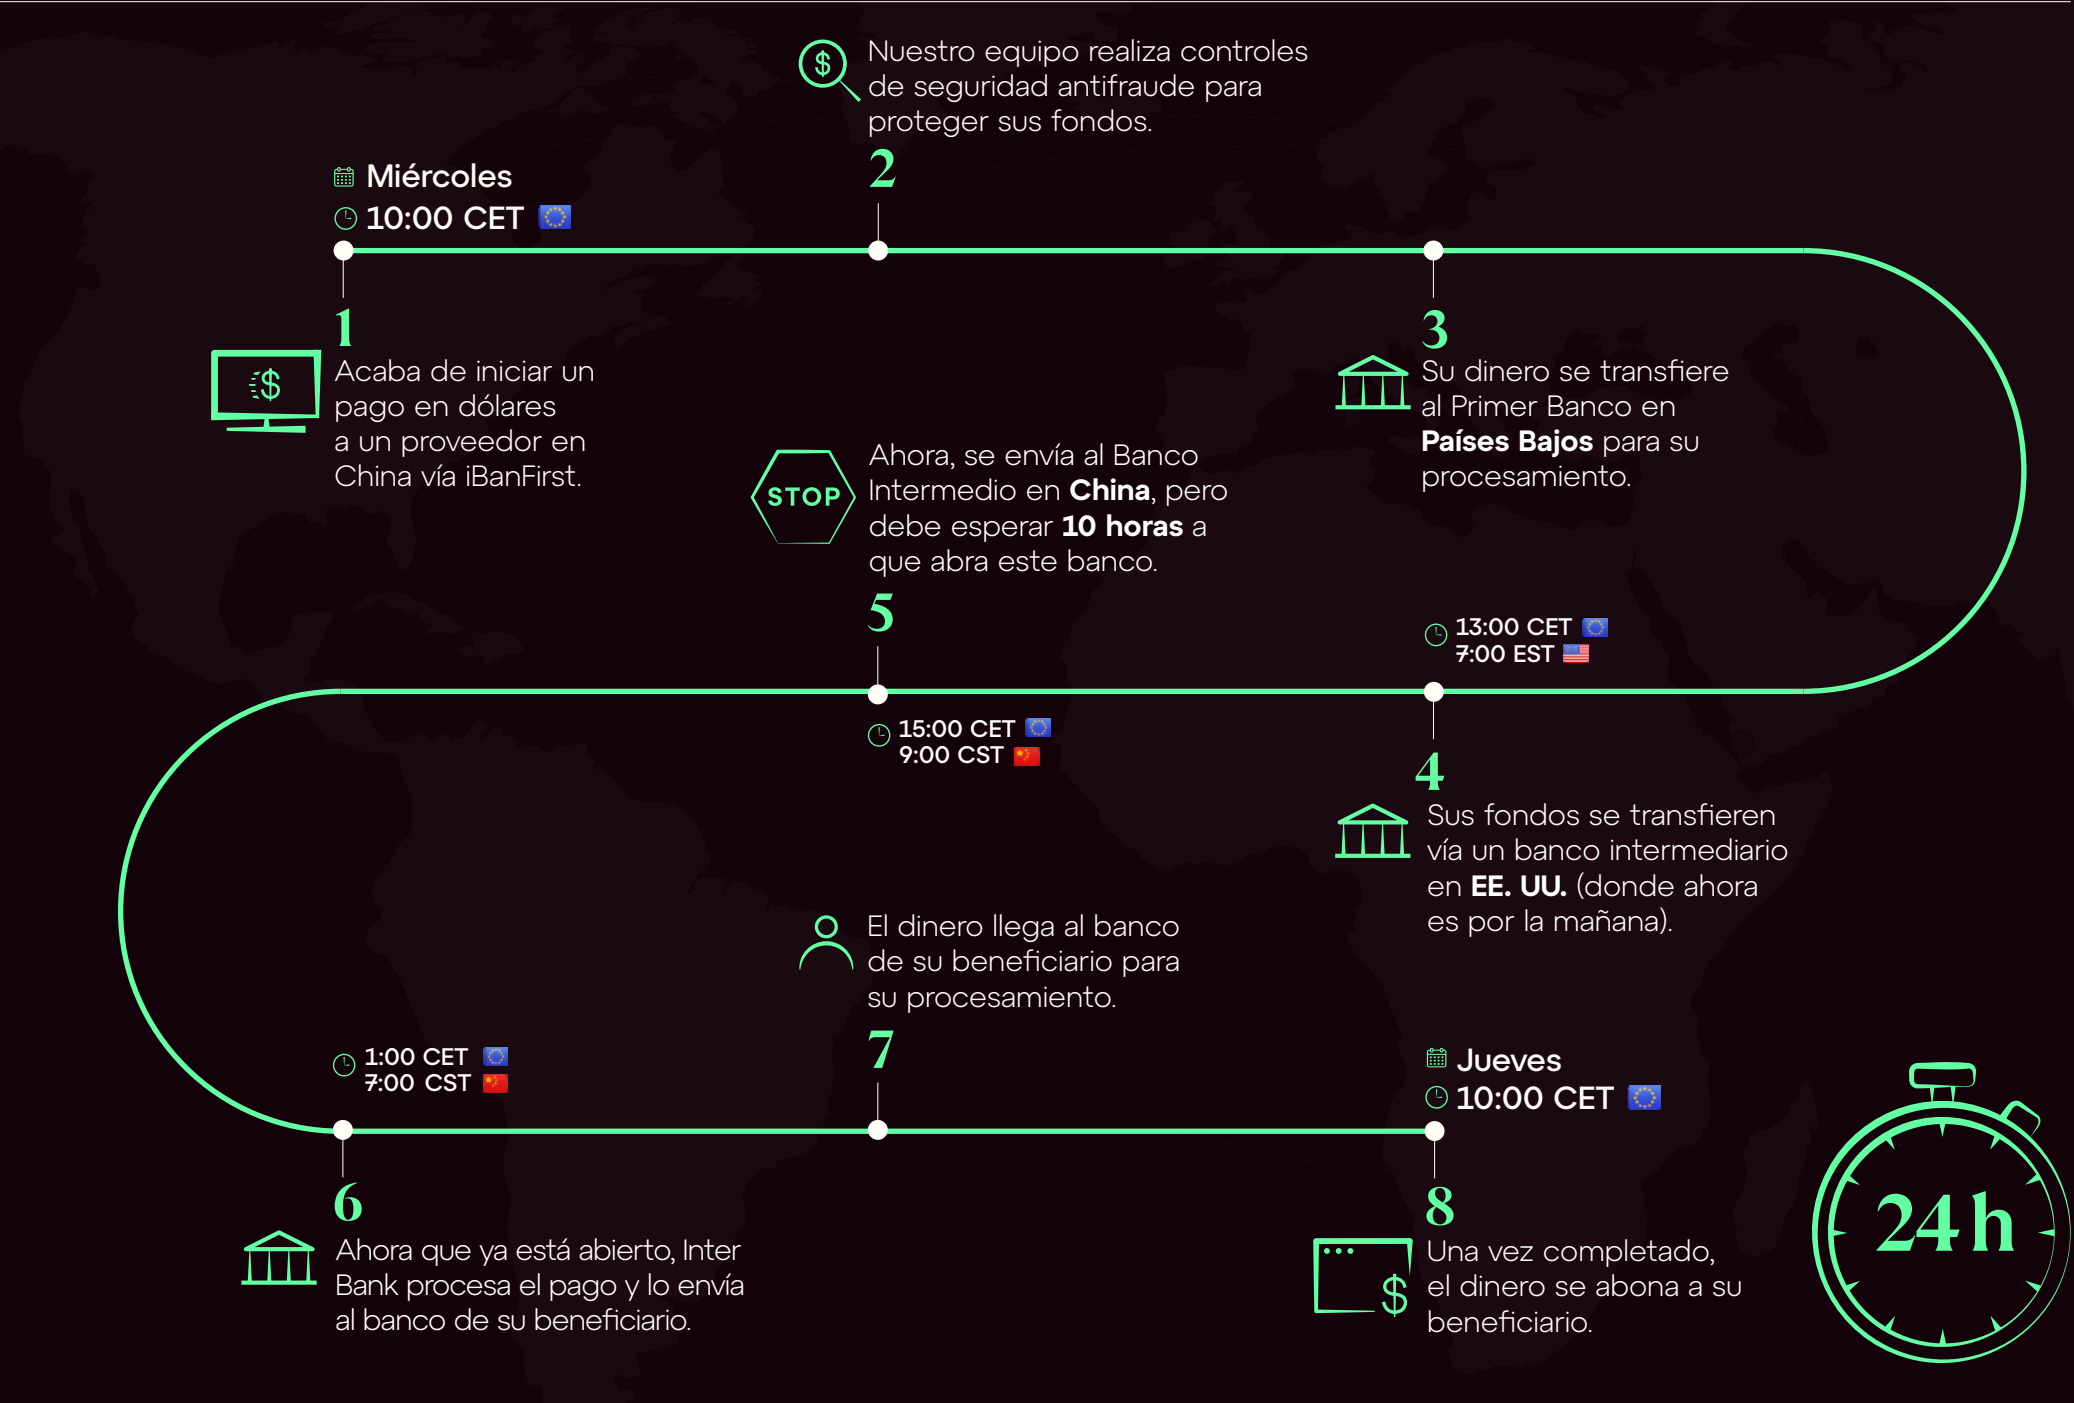 Miércoles
10:00 CET
1
Acaba de iniciar un
pago en dólares
a un proveedor en
China vía iBanFirst.
$
$
Nuestro equipo realiza controles
de seguridad antifraude para
proteger sus fondos.
2
3
Su dinero se transfiere
al Primer Banco en
Países Bajos para su
procesamiento.
13:00 CET
7:00 EST
4
Sus fondos se transfieren
vía un banco intermediario
en EE. UU. (donde ahora
es por la mañana).
STOP
Ahora, se envía al Banco
Intermedio en China, pero
debe esperar 10 horas a
que abra este banco.
5
15:00 CET
9:00 CST
1:00 CET
7:00 CST
6
Ahora que ya está abierto, Inter
Bank procesa el pago y lo envía
al banco de su beneficiario.
El dinero llega al banco
de su beneficiario para
su procesamiento.
7
Jueves
10:00 CET
8
$
Una vez completado,
el dinero se abona a su
beneficiario.
24 h